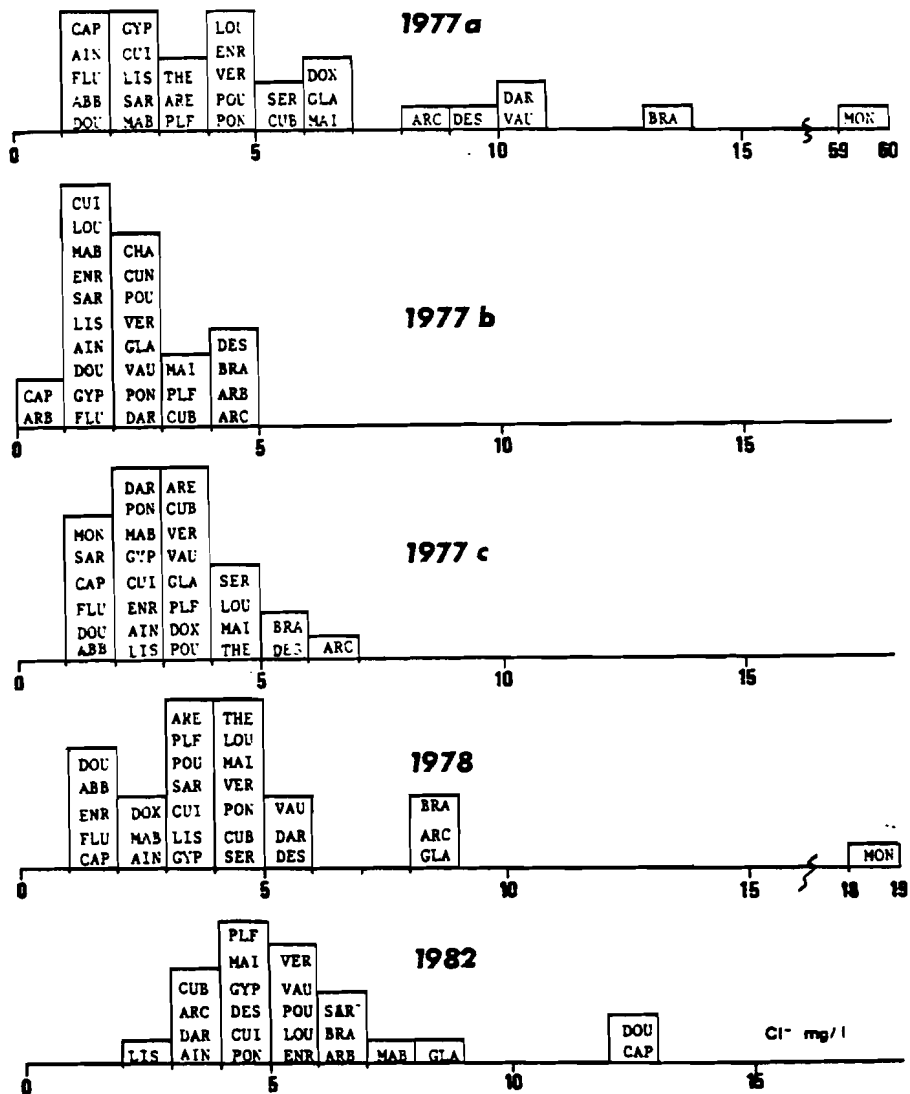 1977 a
CAP GYP LOU
AIN CUI ENR
FLU LIS THE VER DOX
ABB SAR ARE POU SER GLA DAR
DOU MAB PLF PON CUB MAI ARC DES VAU BRA MON
0 5 10 15 59 60
1977 b
CUI
LOU
MAB CHA
ENR CUN
SAR POU
LIS VER
AIN GLA DES
DOU VAU MAI BRA
CAP GYP PON PLF ARB
ARB FLU DAR CUB ARC
0 5 10 15
1977 c
DAR ARE
PON CUB
MON MAB VER
SAR GYP VAU
CAP CUI GLA SER
FLU ENR PLF LOU
DOU AIN DOX MAI BRA
ABB LIS POU THE DES ARC
0 5 10 15
1978
ARE THE
PLF LOU
DOU POU MAI
ABB SAR VER
ENR DOX CUI PON VAU BRA
FLU MAB LIS CUB DAR ARC
CAP AIN GYP SER DES GLA MON
0 5 10 15 18 19
1982
PLF
MAI VER
CUB GYP VAU
ARC DES POU SAR
DAR CUI LOU BRA DOU
AIN PON ENR ARB CAP
LIS MAB GLA
Cl⁻ mg/l
0 5 10 15